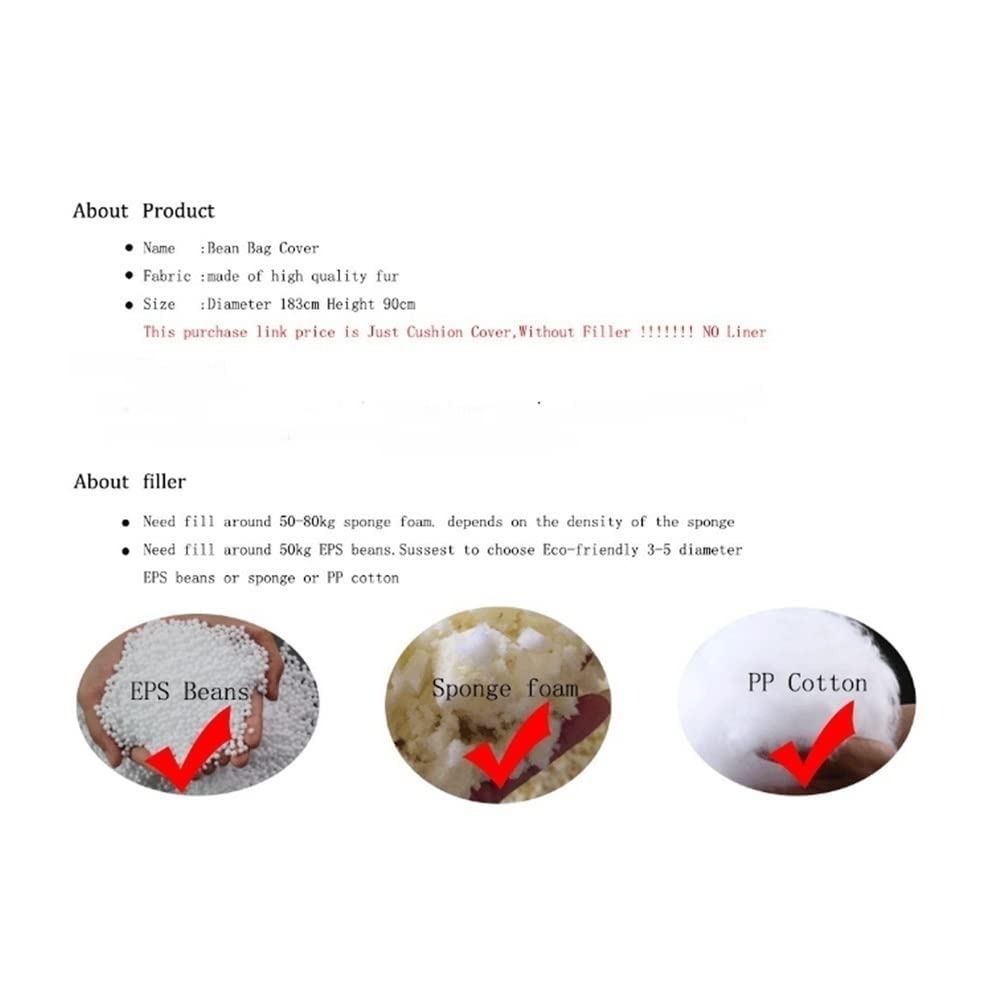 About Product
Name :Bean Bag Cover
Fabric :made of high quality fur
Size :Diameter 183cm Height 90cm
This purchase link price is Just Cushion Cover,Without Filler !!!!!!! NO Liner
About filler
Need fill around 50-80kg sponge foam. depends on the density of the sponge
Need fill around 50kg EPS beans.Sussest to choose Eco-friendly 3-5 diameter
EPS beans or sponge or PP cotton
EPS Beans
Sponge foam
PP Cotton